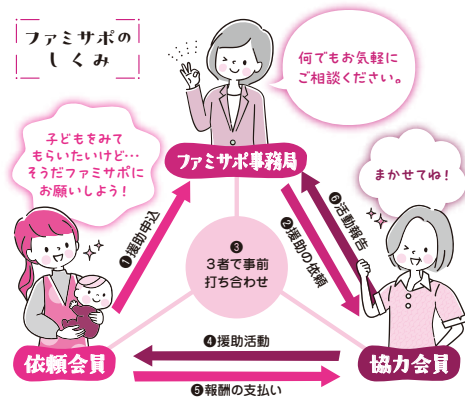 ファミサポの
しくみ
何でもお気軽に
ご相談ください。
子どもをみて
もらいたいけど…
そうだファミサポに
お願いしよう！
ファミサポ事務局
まかせてね！
❶援助申込
❷援助の依頼
❻活動報告
❸
3者で事前
打ち合わせ
❹援助活動
依頼会員
協力会員
❺報酬の支払い